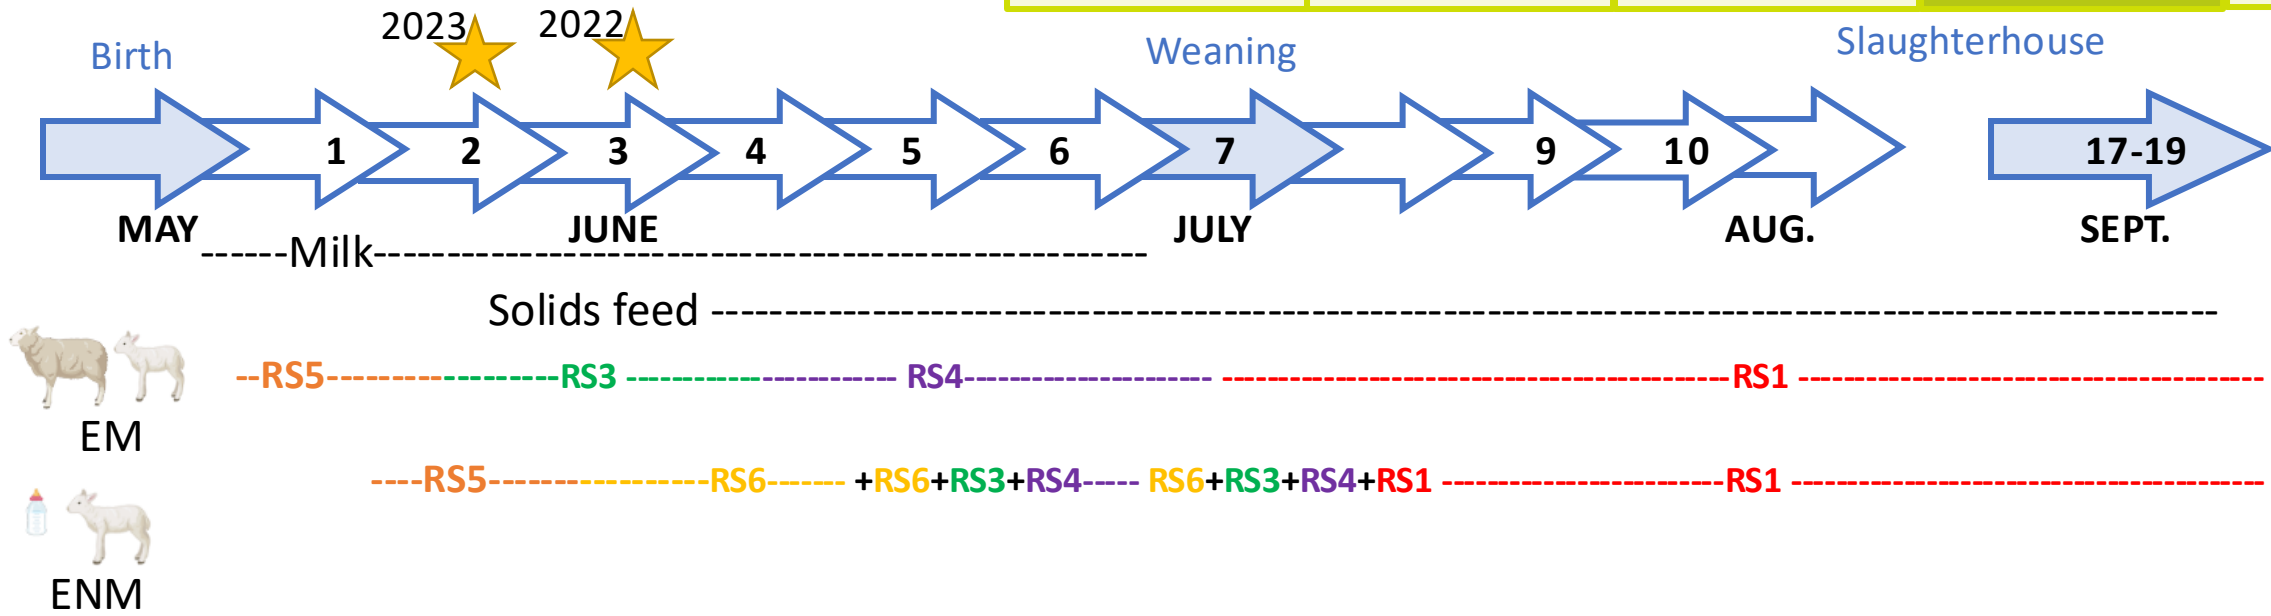 2023 2022
Birth Weaning Slaughterhouse
1 2 3 4 5 6 7 9 10 17-19
MAY JUNE JULY AUG. SEPT.
------Milk----------------------------------------------------
Solids feed ------------------------------------------------------------------------------------------------------
--RS5------------------RS3 --------------------- RS4----------------------------------------------------------RS1 ---------------------------------
EM
----RS5------------------RS6------- +RS6+RS3+RS4----- RS6+RS3+RS4+RS1 ---------------------RS1 ----------------------------------
ENM